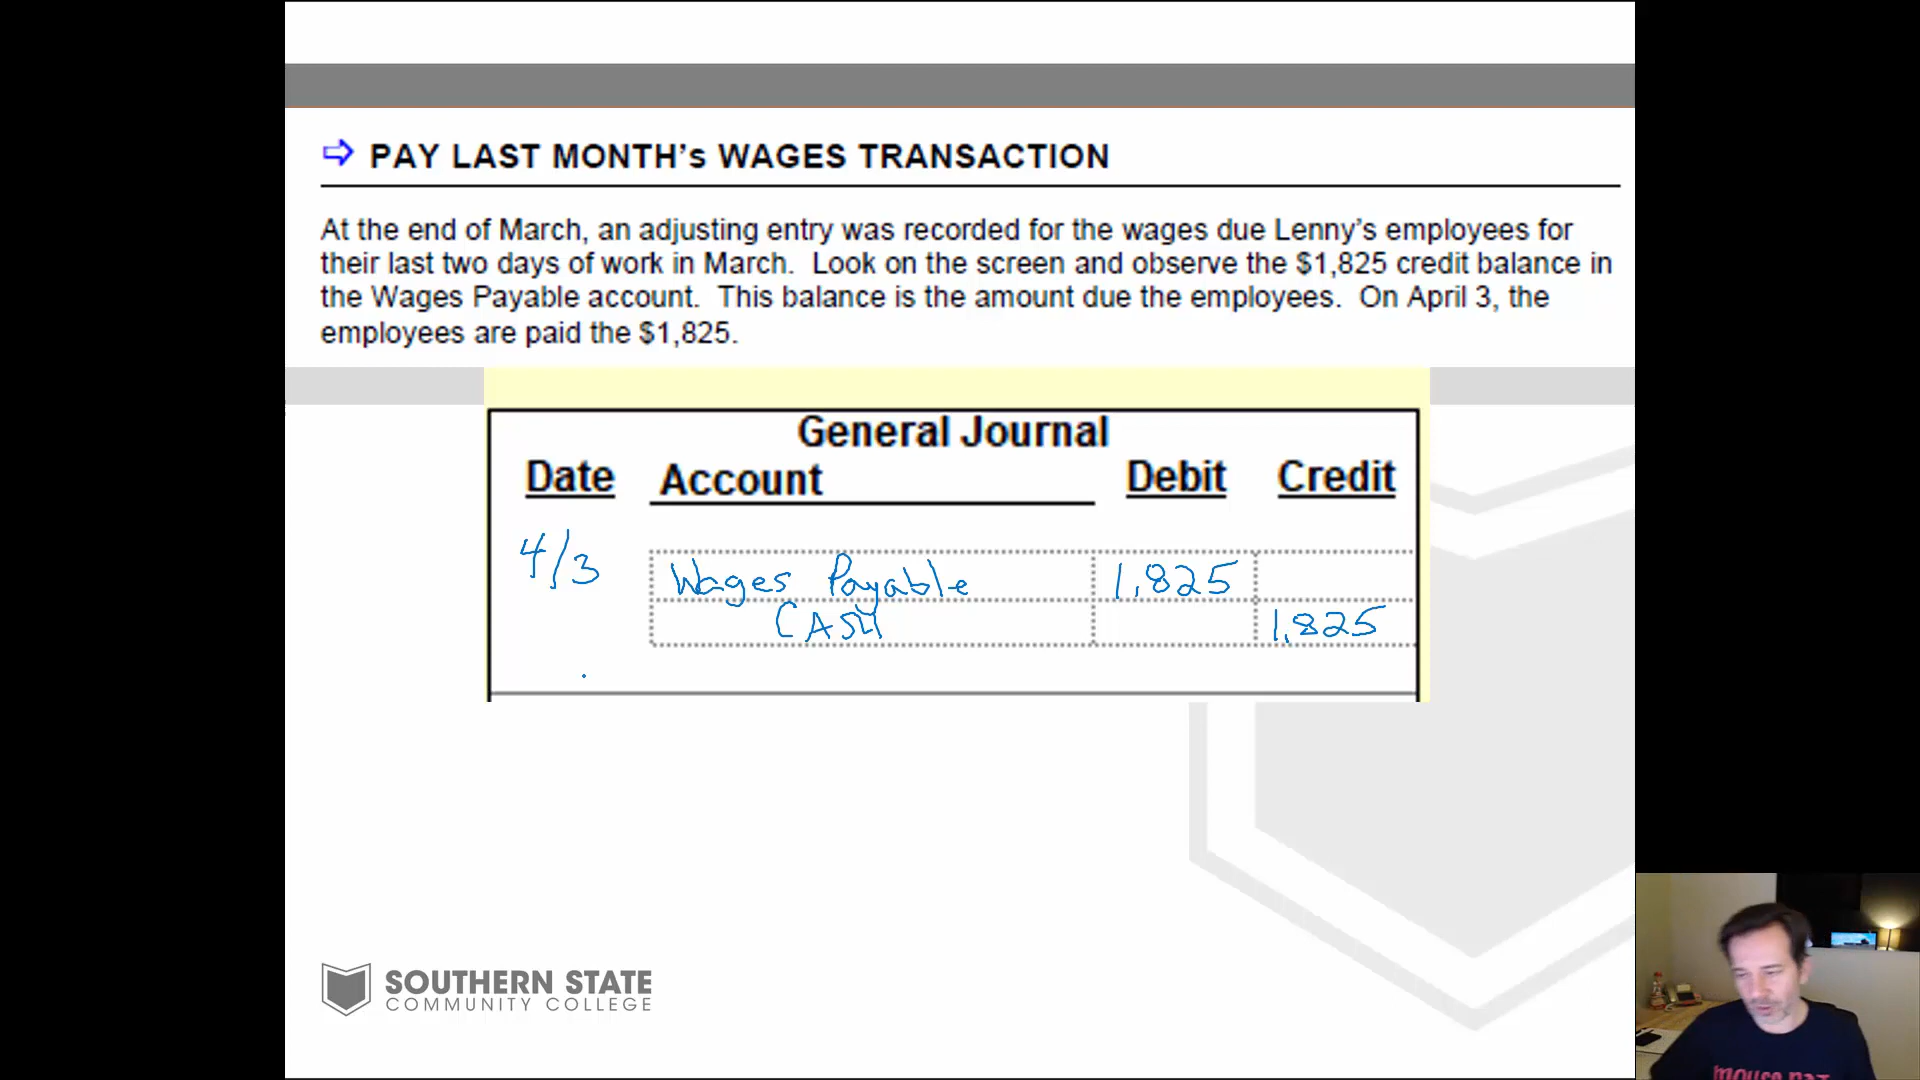 PAY LAST MONTH's WAGES TRANSACTION
At the end of March, an adjusting entry was recorded for the wages due Lenny's employees for
their last two days of work in March. Look on the screen and observe the $1,825 credit balance in
the Wages Payable account. This balance is the amount due the employees. On April 3, the
employees are paid the $1,825.
General Journal
Date Account Debit Credit
4/3 Wages Payable 1,825
CASH 1,825
SOUTHERN STATE
COMMUNITY COLLEGE